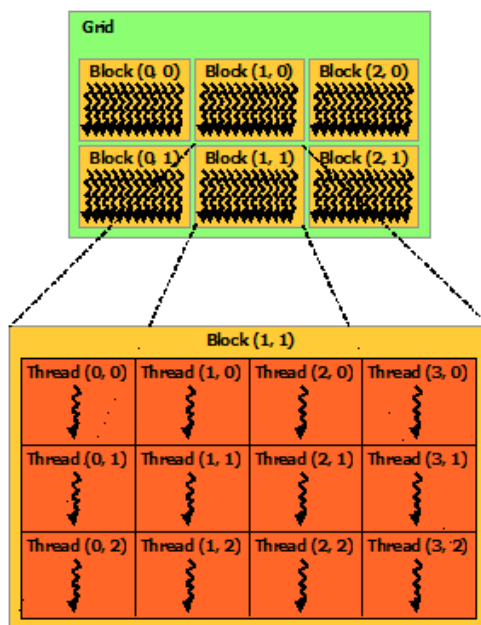 Grid
Block (0, 0) Block (1, 0) Block (2, 0)
Block (0, 1) Block (1, 1) Block (2, 1)
Block (1, 1)
Thread (0, 0) Thread (1, 0) Thread (2, 0) Thread (3, 0)
Thread (0, 1) Thread (1, 1) Thread (2, 1) Thread (3, 1)
Thread (0, 2) Thread (1, 2) Thread (2, 2) Thread (3, 2)